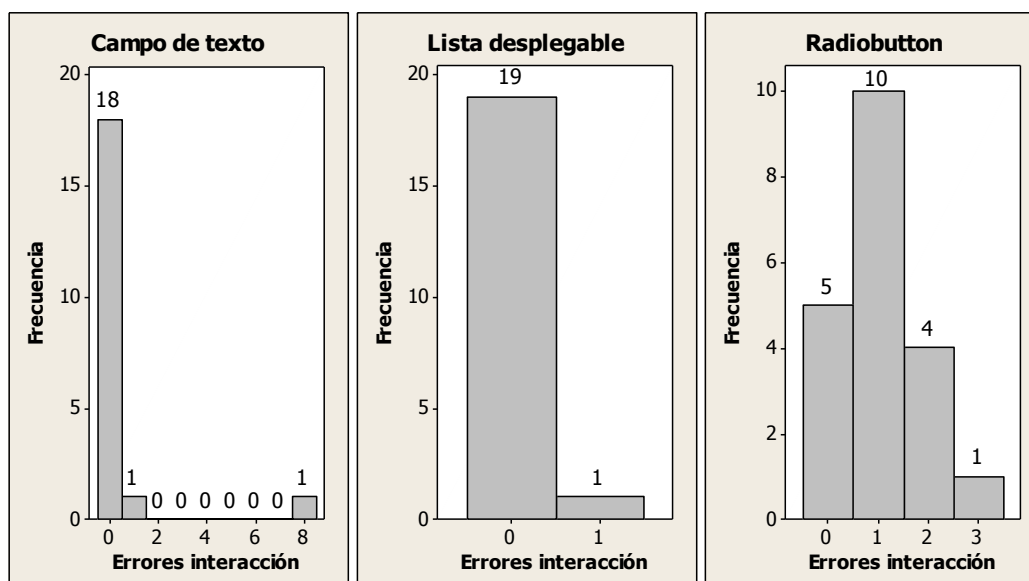 Campo de texto
20
15
10
5
0
Frecuencia
18
1
0 0 0 0 0 0
1
0 2 4 6 8
Errores interacción
Lista desplegable
20
15
10
5
0
Frecuencia
19
1
0 1
Errores interacción
Radiobutton
10
8
6
4
2
0
Frecuencia
5
10
4
1
0 1 2 3
Errores interacción